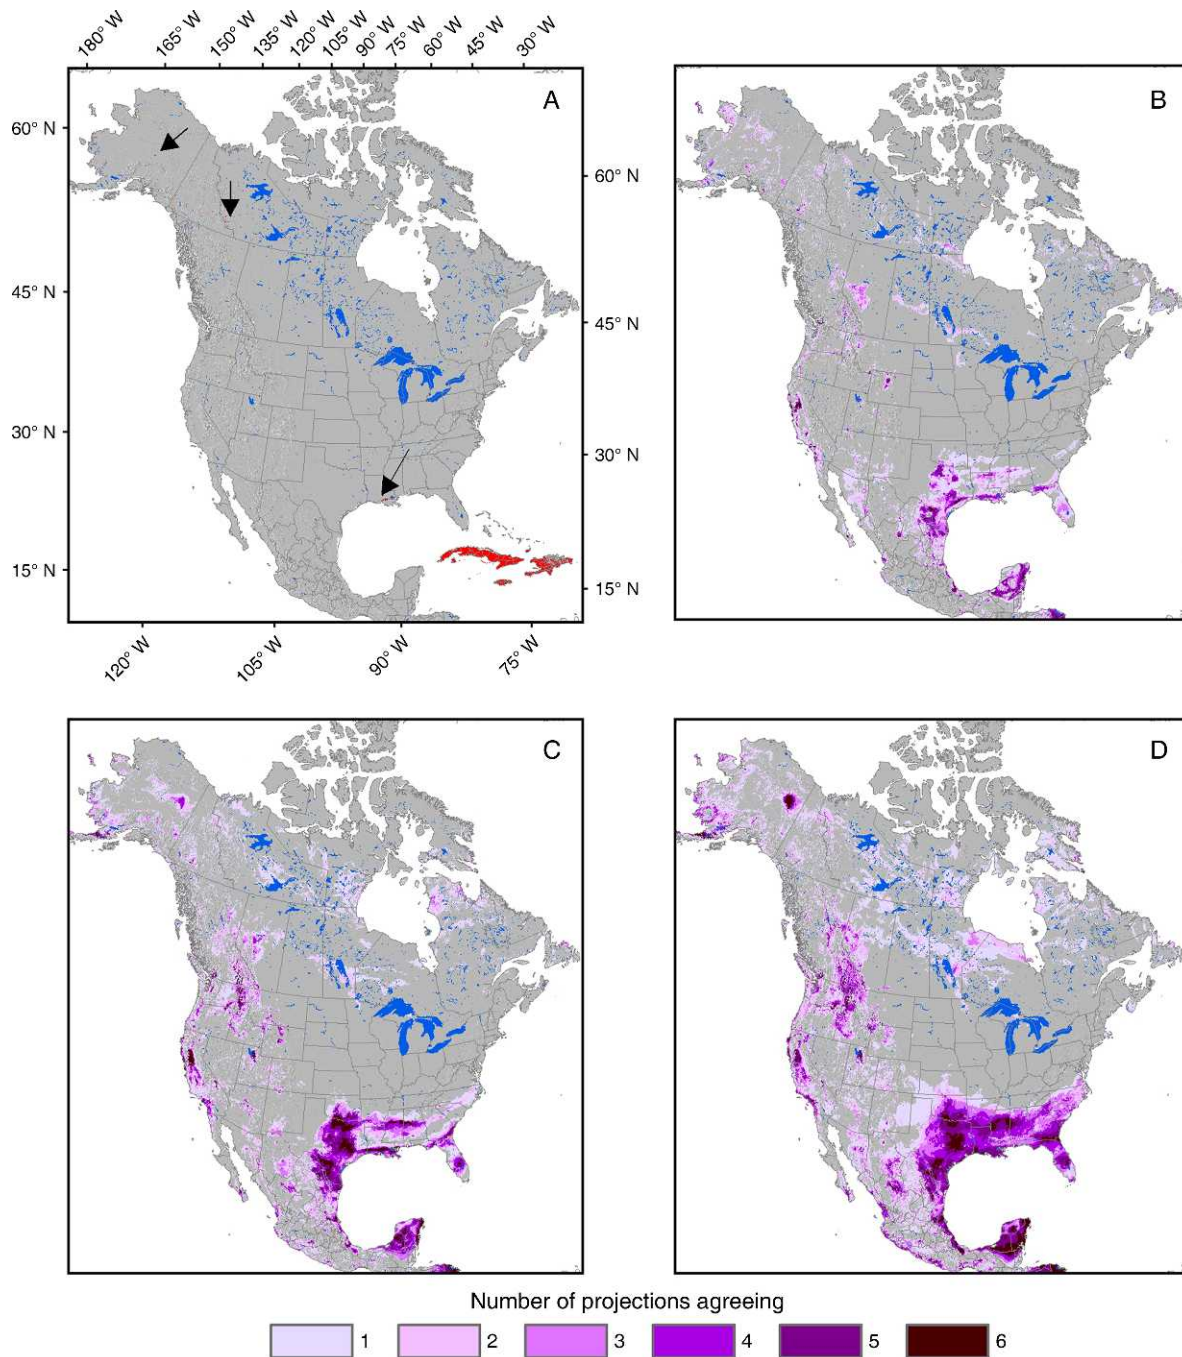 180° W 165° W 150° W 135° W 120° W 105° W 90° W 75° W 60° W 45° W 30° W
A
B
60° N
60° N
45° N
45° N
30° N
30° N
15° N
15° N
120° W 105° W 90° W 75° W
C
D
Number of projections agreeing
1 2 3 4 5 6